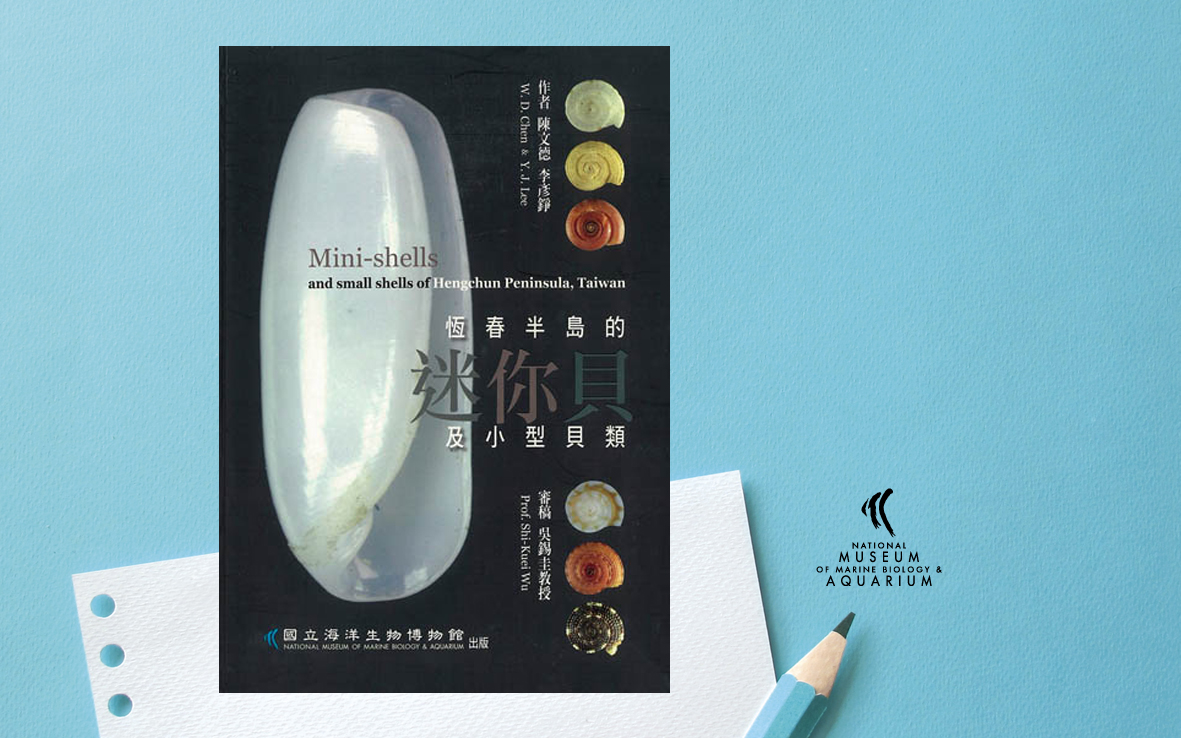 作者 陳文德 李彥錚
W. D. Chen & Y. J. Lee
Mini-shells
and small shells of Hengchun Peninsula, Taiwan
恆春半島的
迷你貝
及小型貝類
審稿 吳錫圭教授
Prof. Shi-Kuei Wu
國立海洋生物博物館 出版
NATIONAL MUSEUM OF MARINE BIOLOGY & AQUARIUM
NATIONAL
MUSEUM
OF MARINE BIOLOGY &
AQUARIUM